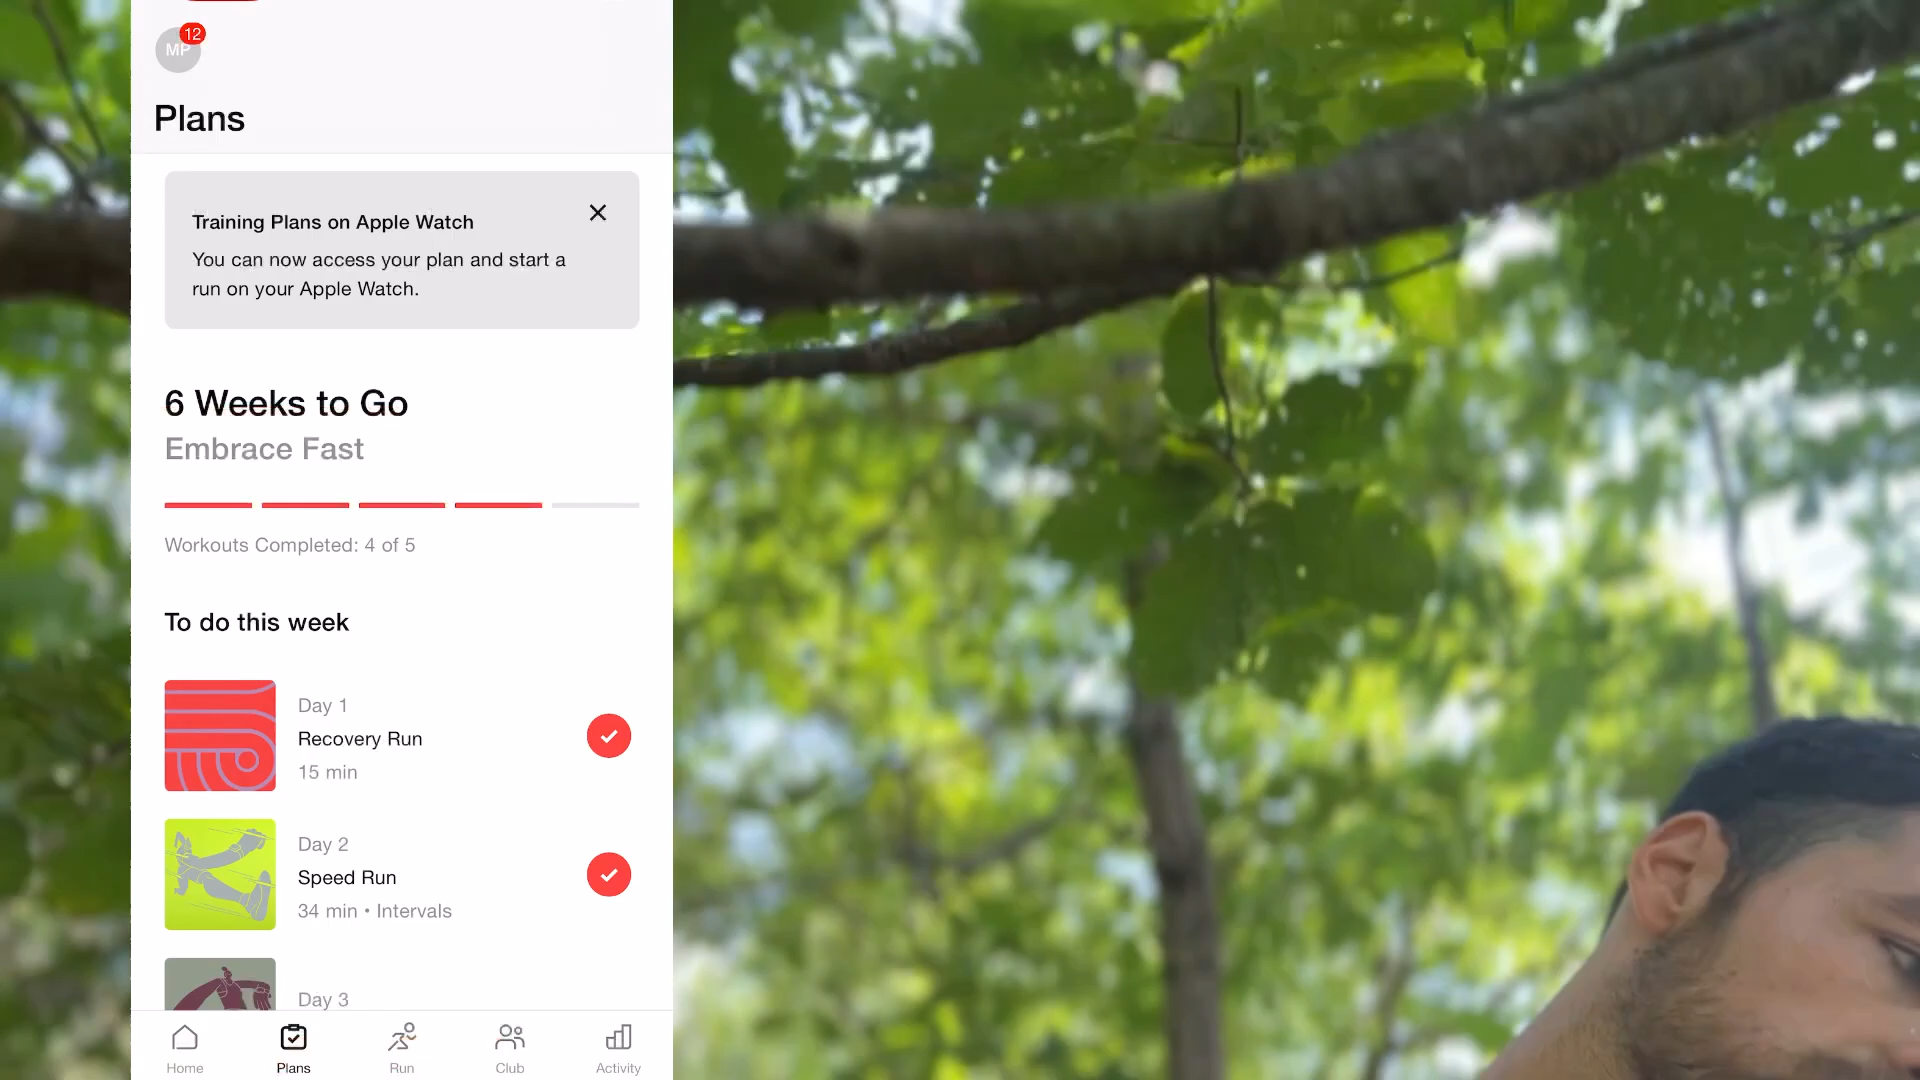 MP
12
Plans
Training Plans on Apple Watch
You can now access your plan and start a
run on your Apple Watch.
6 Weeks to Go
Embrace Fast
Workouts Completed: 4 of 5
To do this week
Day 1
Recovery Run
15 min
Day 2
Speed Run
34 min • Intervals
Day 3
Home
Plans
Run
Club
Activity